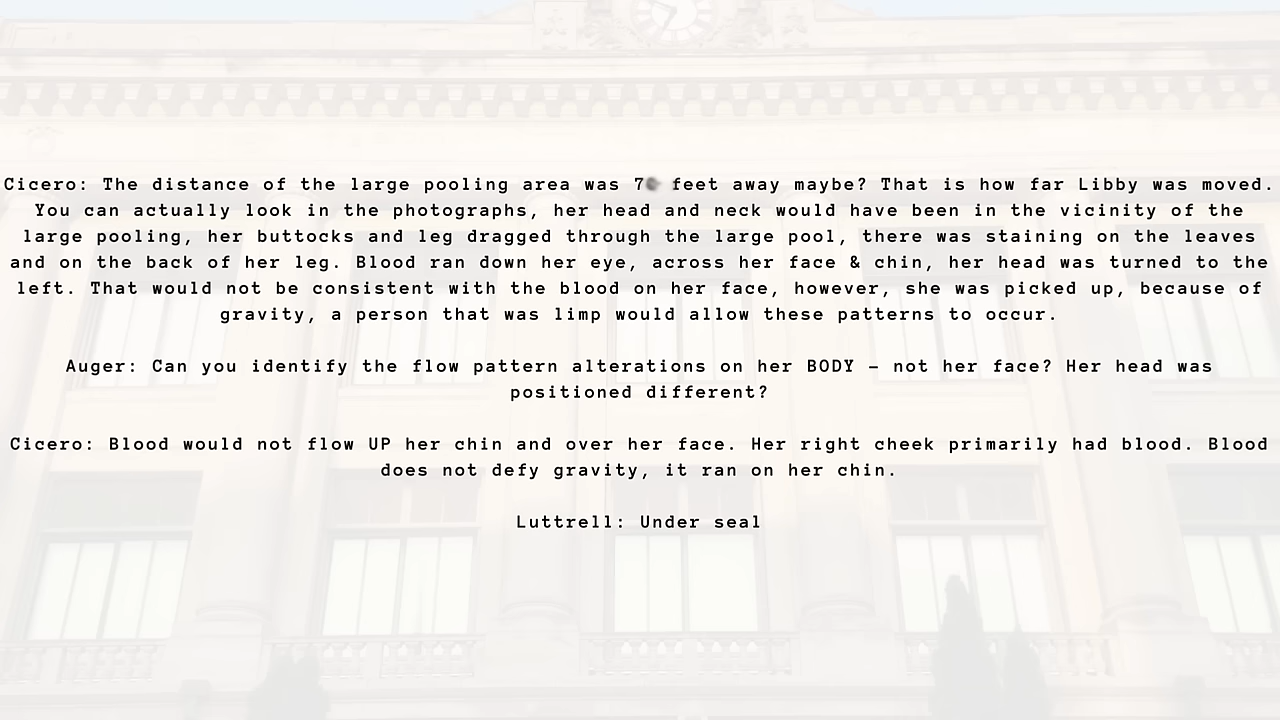 Cicero: The distance of the large pooling area was feet away maybe? That is how far Libby was moved.
You can actually look in the photographs, her head and neck would have been in the vicinity of the
large pooling, her buttocks and leg dragged through the large pool, there was staining on the leaves
and on the back of her leg. Blood ran down her eye, across her face & chin, her head was turned to the
left. That would not be consistent with the blood on her face, however, she was picked up, because of
gravity, a person that was limp would allow these patterns to occur.
Auger: Can you identify the flow pattern alterations on her BODY – not her face? Her head was
positioned different?
Cicero: Blood would not flow UP her chin and over her face. Her right cheek primarily had blood. Blood
does not defy gravity, it ran on her chin.
Luttrell: Under seal